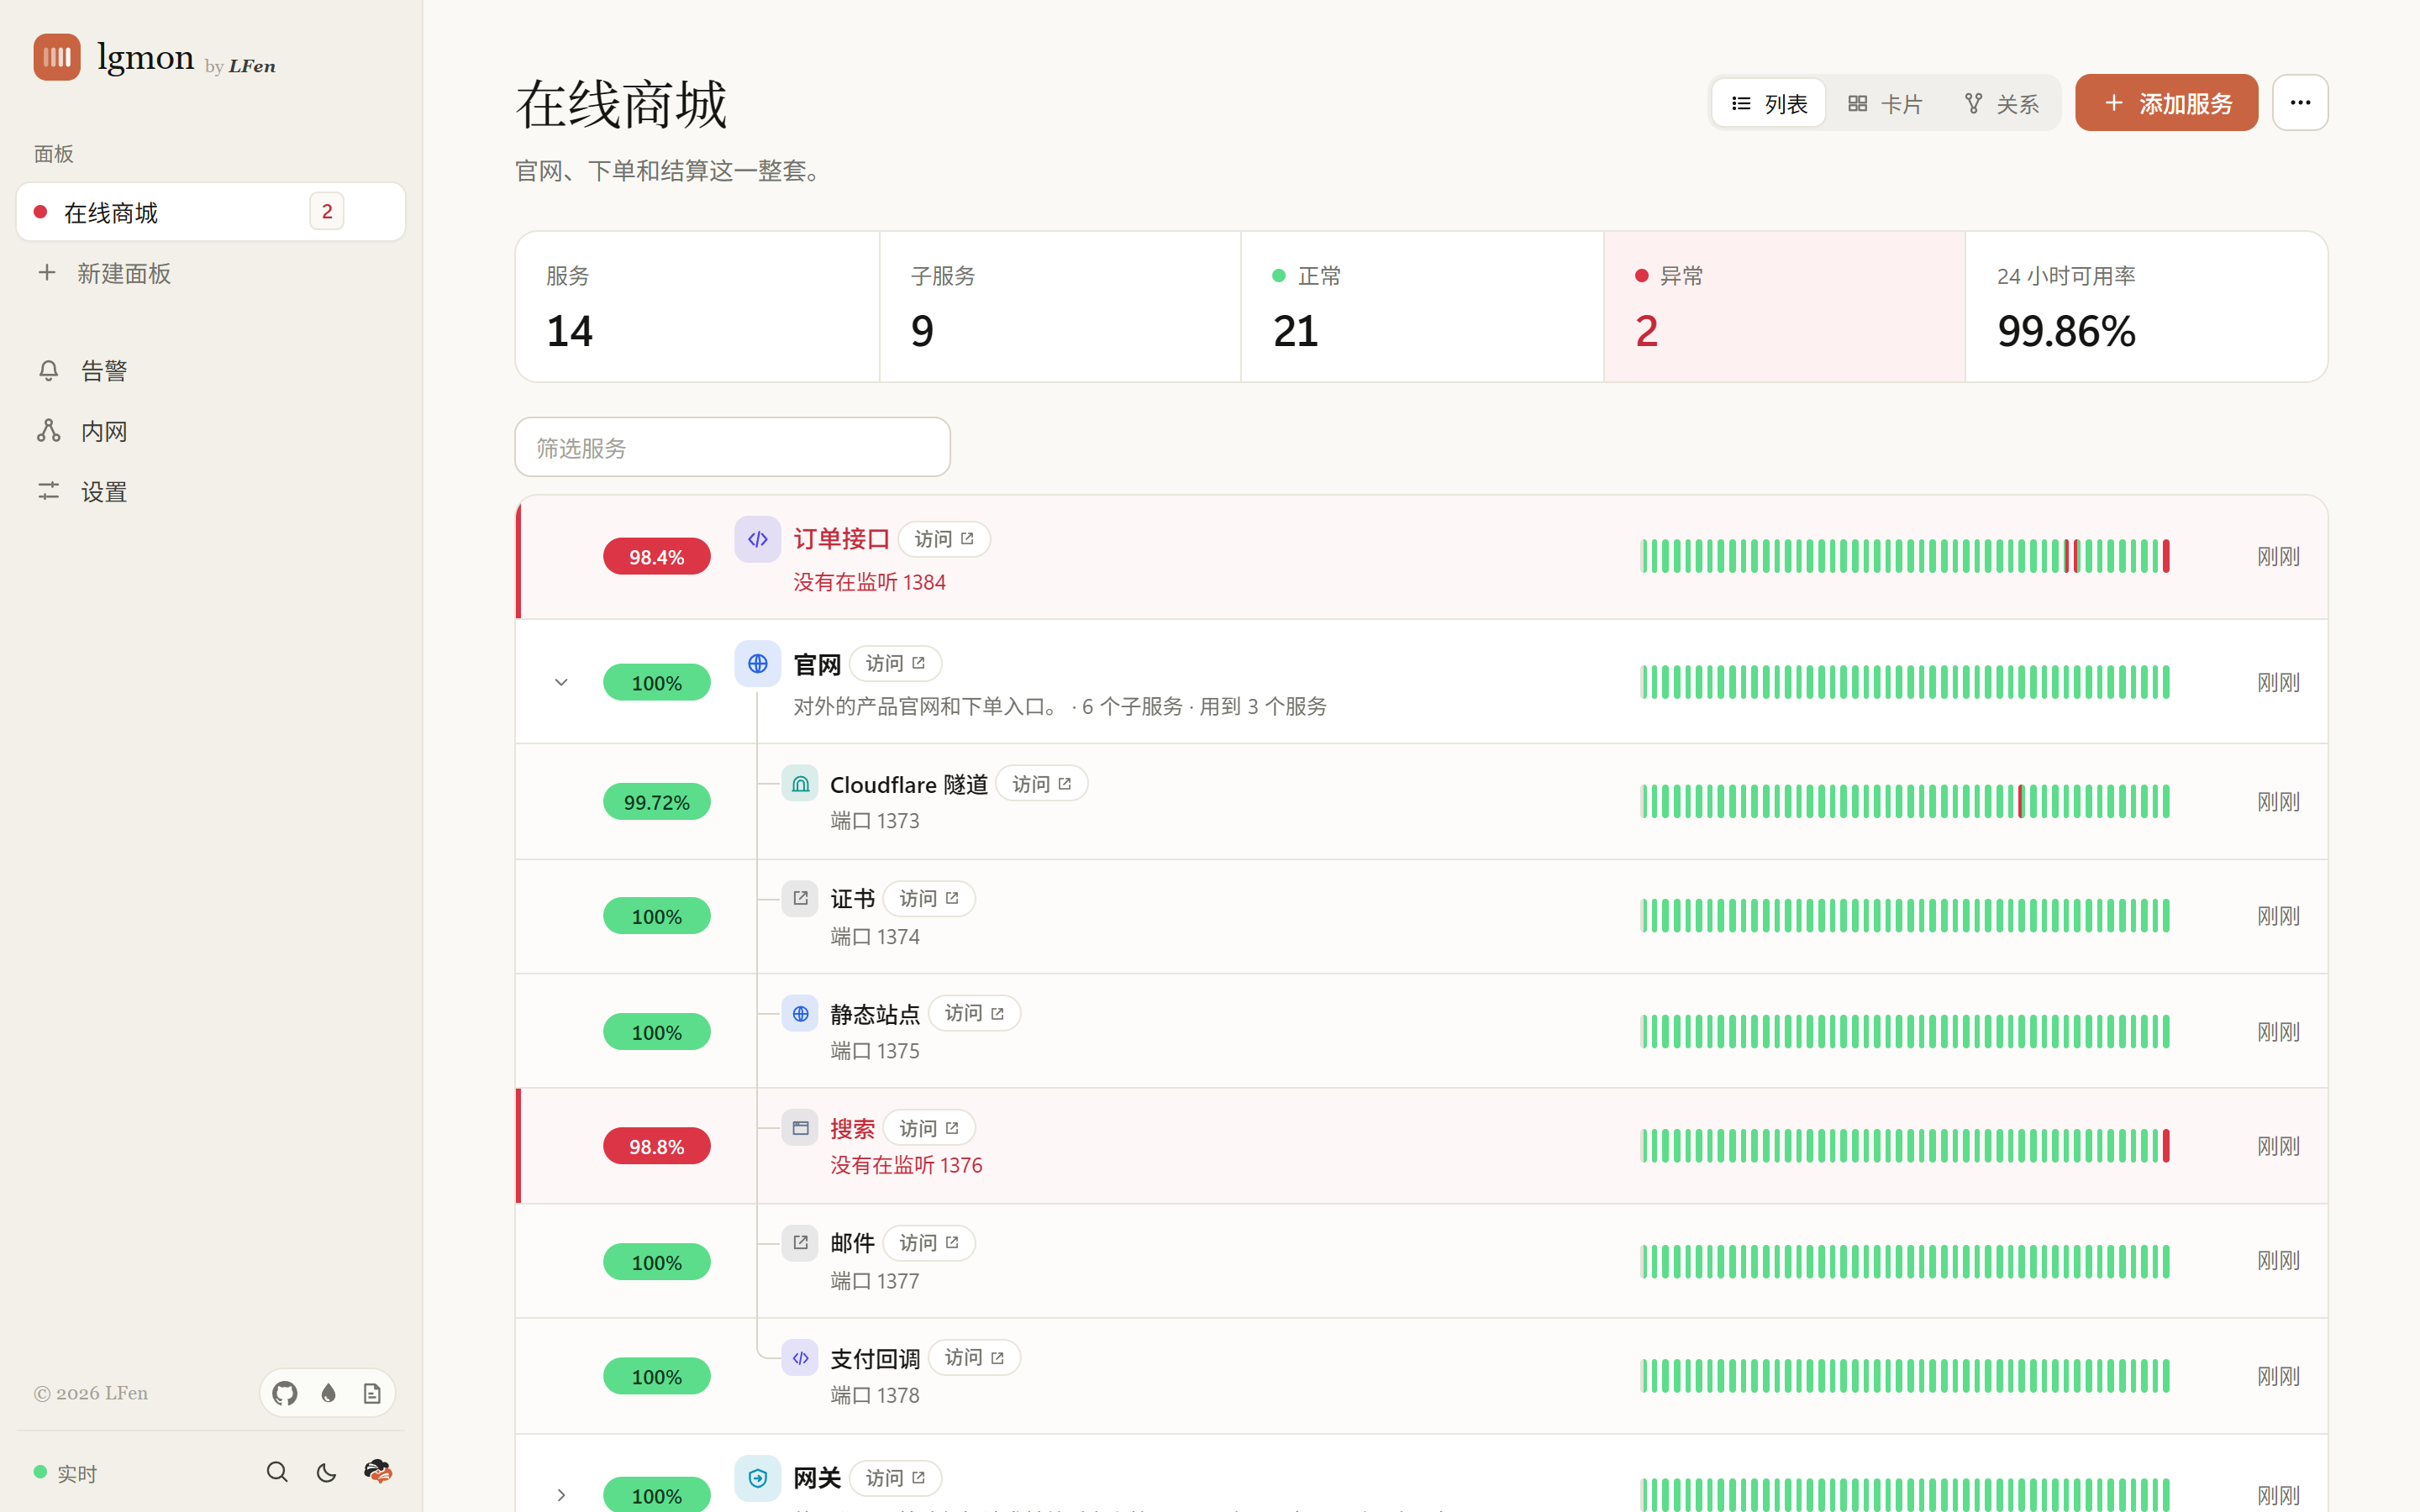 lgmon by LFen
面板
在线商城 2
新建面板
告警
内网
设置
© 2026 LFen
实时
在线商城
官网、下单和结算这一整套。
列表 卡片 关系 添加服务
服务 子服务 正常 异常 24 小时可用率
14 9 21 2 99.86%
筛选服务
98.4% 订单接口 访问 刚刚
没有在监听 1384
100% 官网 访问 刚刚
对外的产品官网和下单入口。 · 6 个子服务 · 用到 3 个服务
99.72% Cloudflare 隧道 访问 刚刚
端口 1373
100% 证书 访问 刚刚
端口 1374
100% 静态站点 访问 刚刚
端口 1375
98.8% 搜索 访问 刚刚
没有在监听 1376
100% 邮件 访问 刚刚
端口 1377
100% 支付回调 访问 刚刚
端口 1378
100% 网关 访问 刚刚